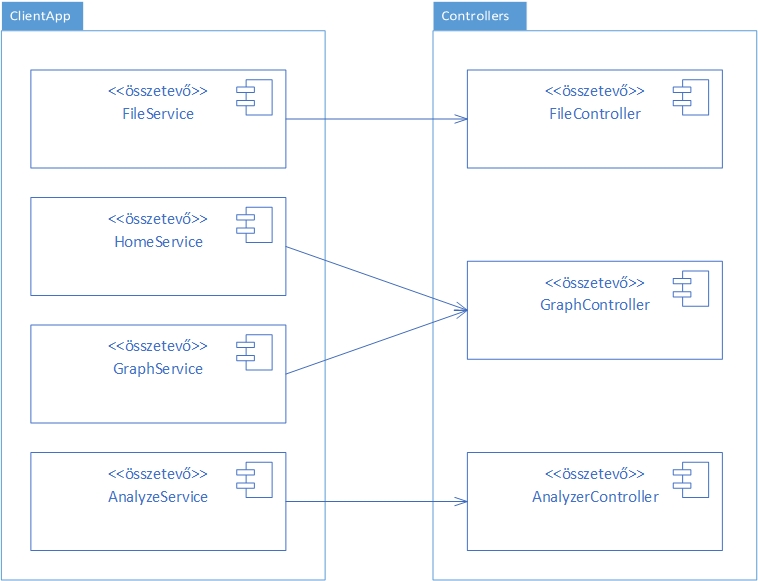 ClientApp
<<összetevő>>
FileService
<<összetevő>>
HomeService
<<összetevő>>
GraphService
<<összetevő>>
AnalyzeService
Controllers
<<összetevő>>
FileController
<<összetevő>>
GraphController
<<összetevő>>
AnalyzerController